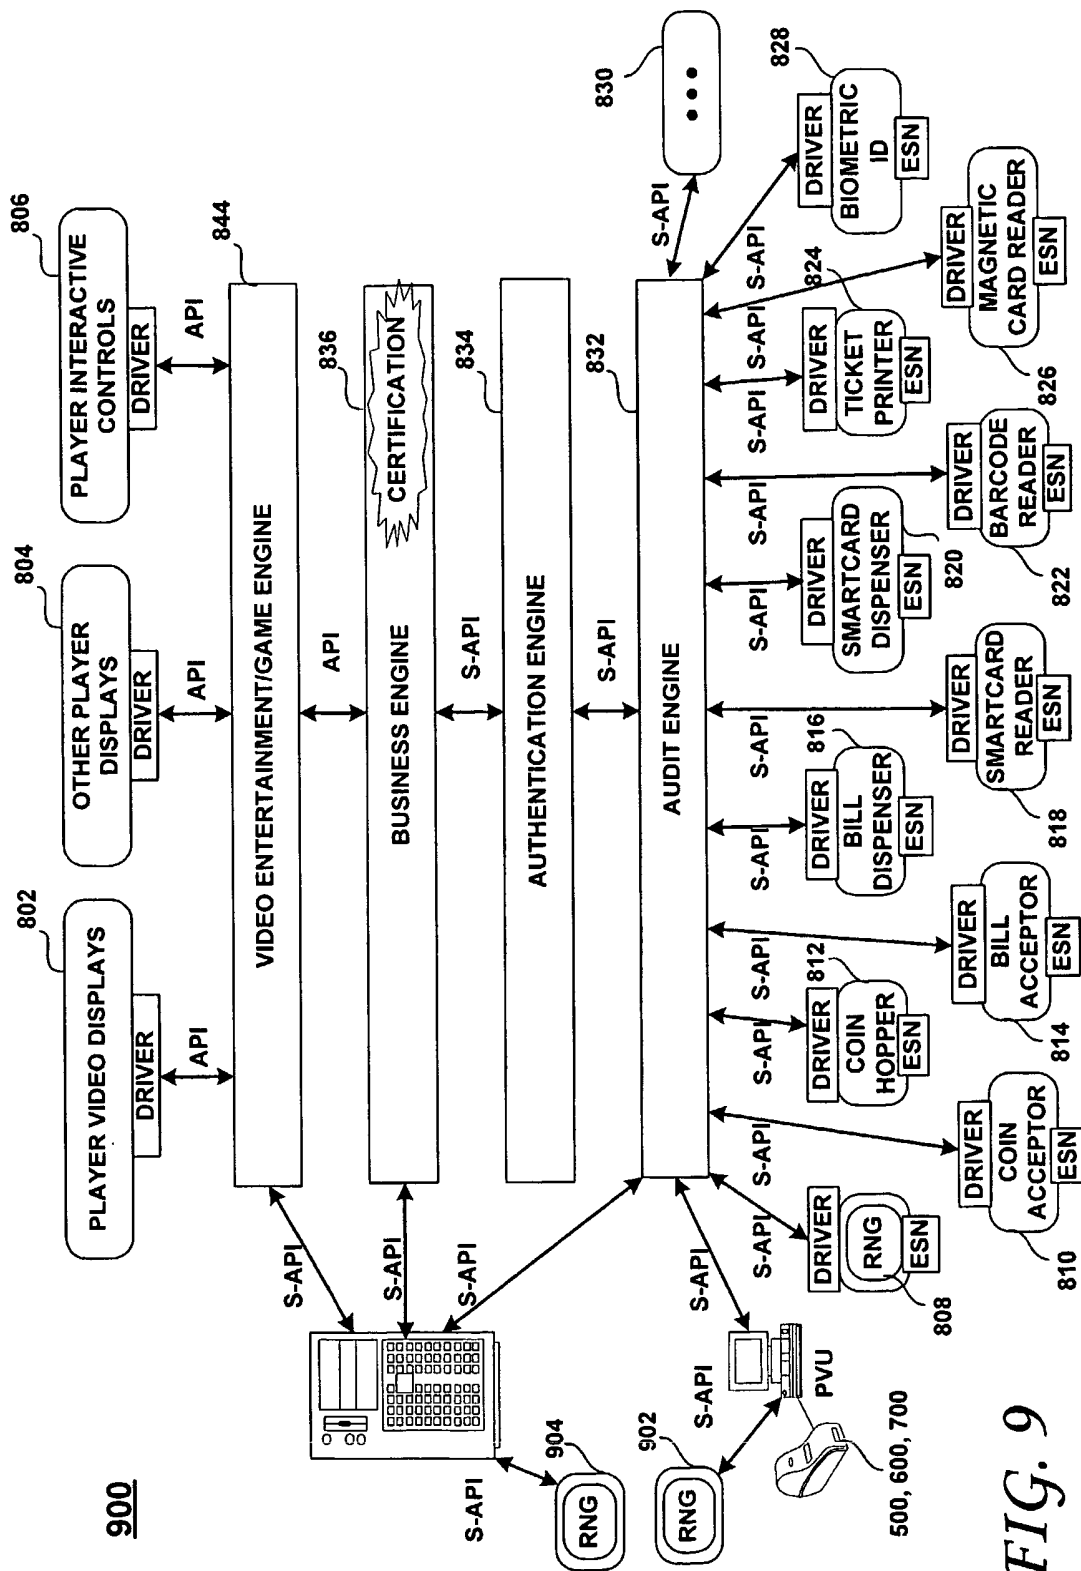 900
802
PLAYER VIDEO DISPLAYS
DRIVER
API
804
OTHER PLAYER
DISPLAYS
DRIVER
API
806
PLAYER INTERACTIVE
CONTROLS
DRIVER
API
844
VIDEO ENTERTAINMENT/GAME ENGINE
API
836
BUSINESS ENGINE
CERTIFICATION
S-API
834
AUTHENTICATION ENGINE
S-API
832
AUDIT ENGINE
S-API
S-API
S-API
S-API
RNG
904
S-API
S-API
RNG
902
PVU
500, 600, 700
S-API
DRIVER
RNG
ESN
808
S-API
DRIVER
COIN
ACCEPTOR
ESN
810
S-API
DRIVER
COIN
HOPPER
ESN
812
S-API
DRIVER
BILL
ACCEPTOR
ESN
814
S-API
DRIVER
BILL
DISPENSER
ESN
816
S-API
DRIVER
SMARTCARD
READER
ESN
818
S-API
DRIVER
SMARTCARD
DISPENSER
ESN
820
S-API
DRIVER
BARCODE
READER
ESN
822
S-API
DRIVER
TICKET
PRINTER
ESN
824
S-API
DRIVER
MAGNETIC
CARD READER
ESN
826
S-API
DRIVER
BIOMETRIC
ID
ESN
828
S-API
830
FIG. 9